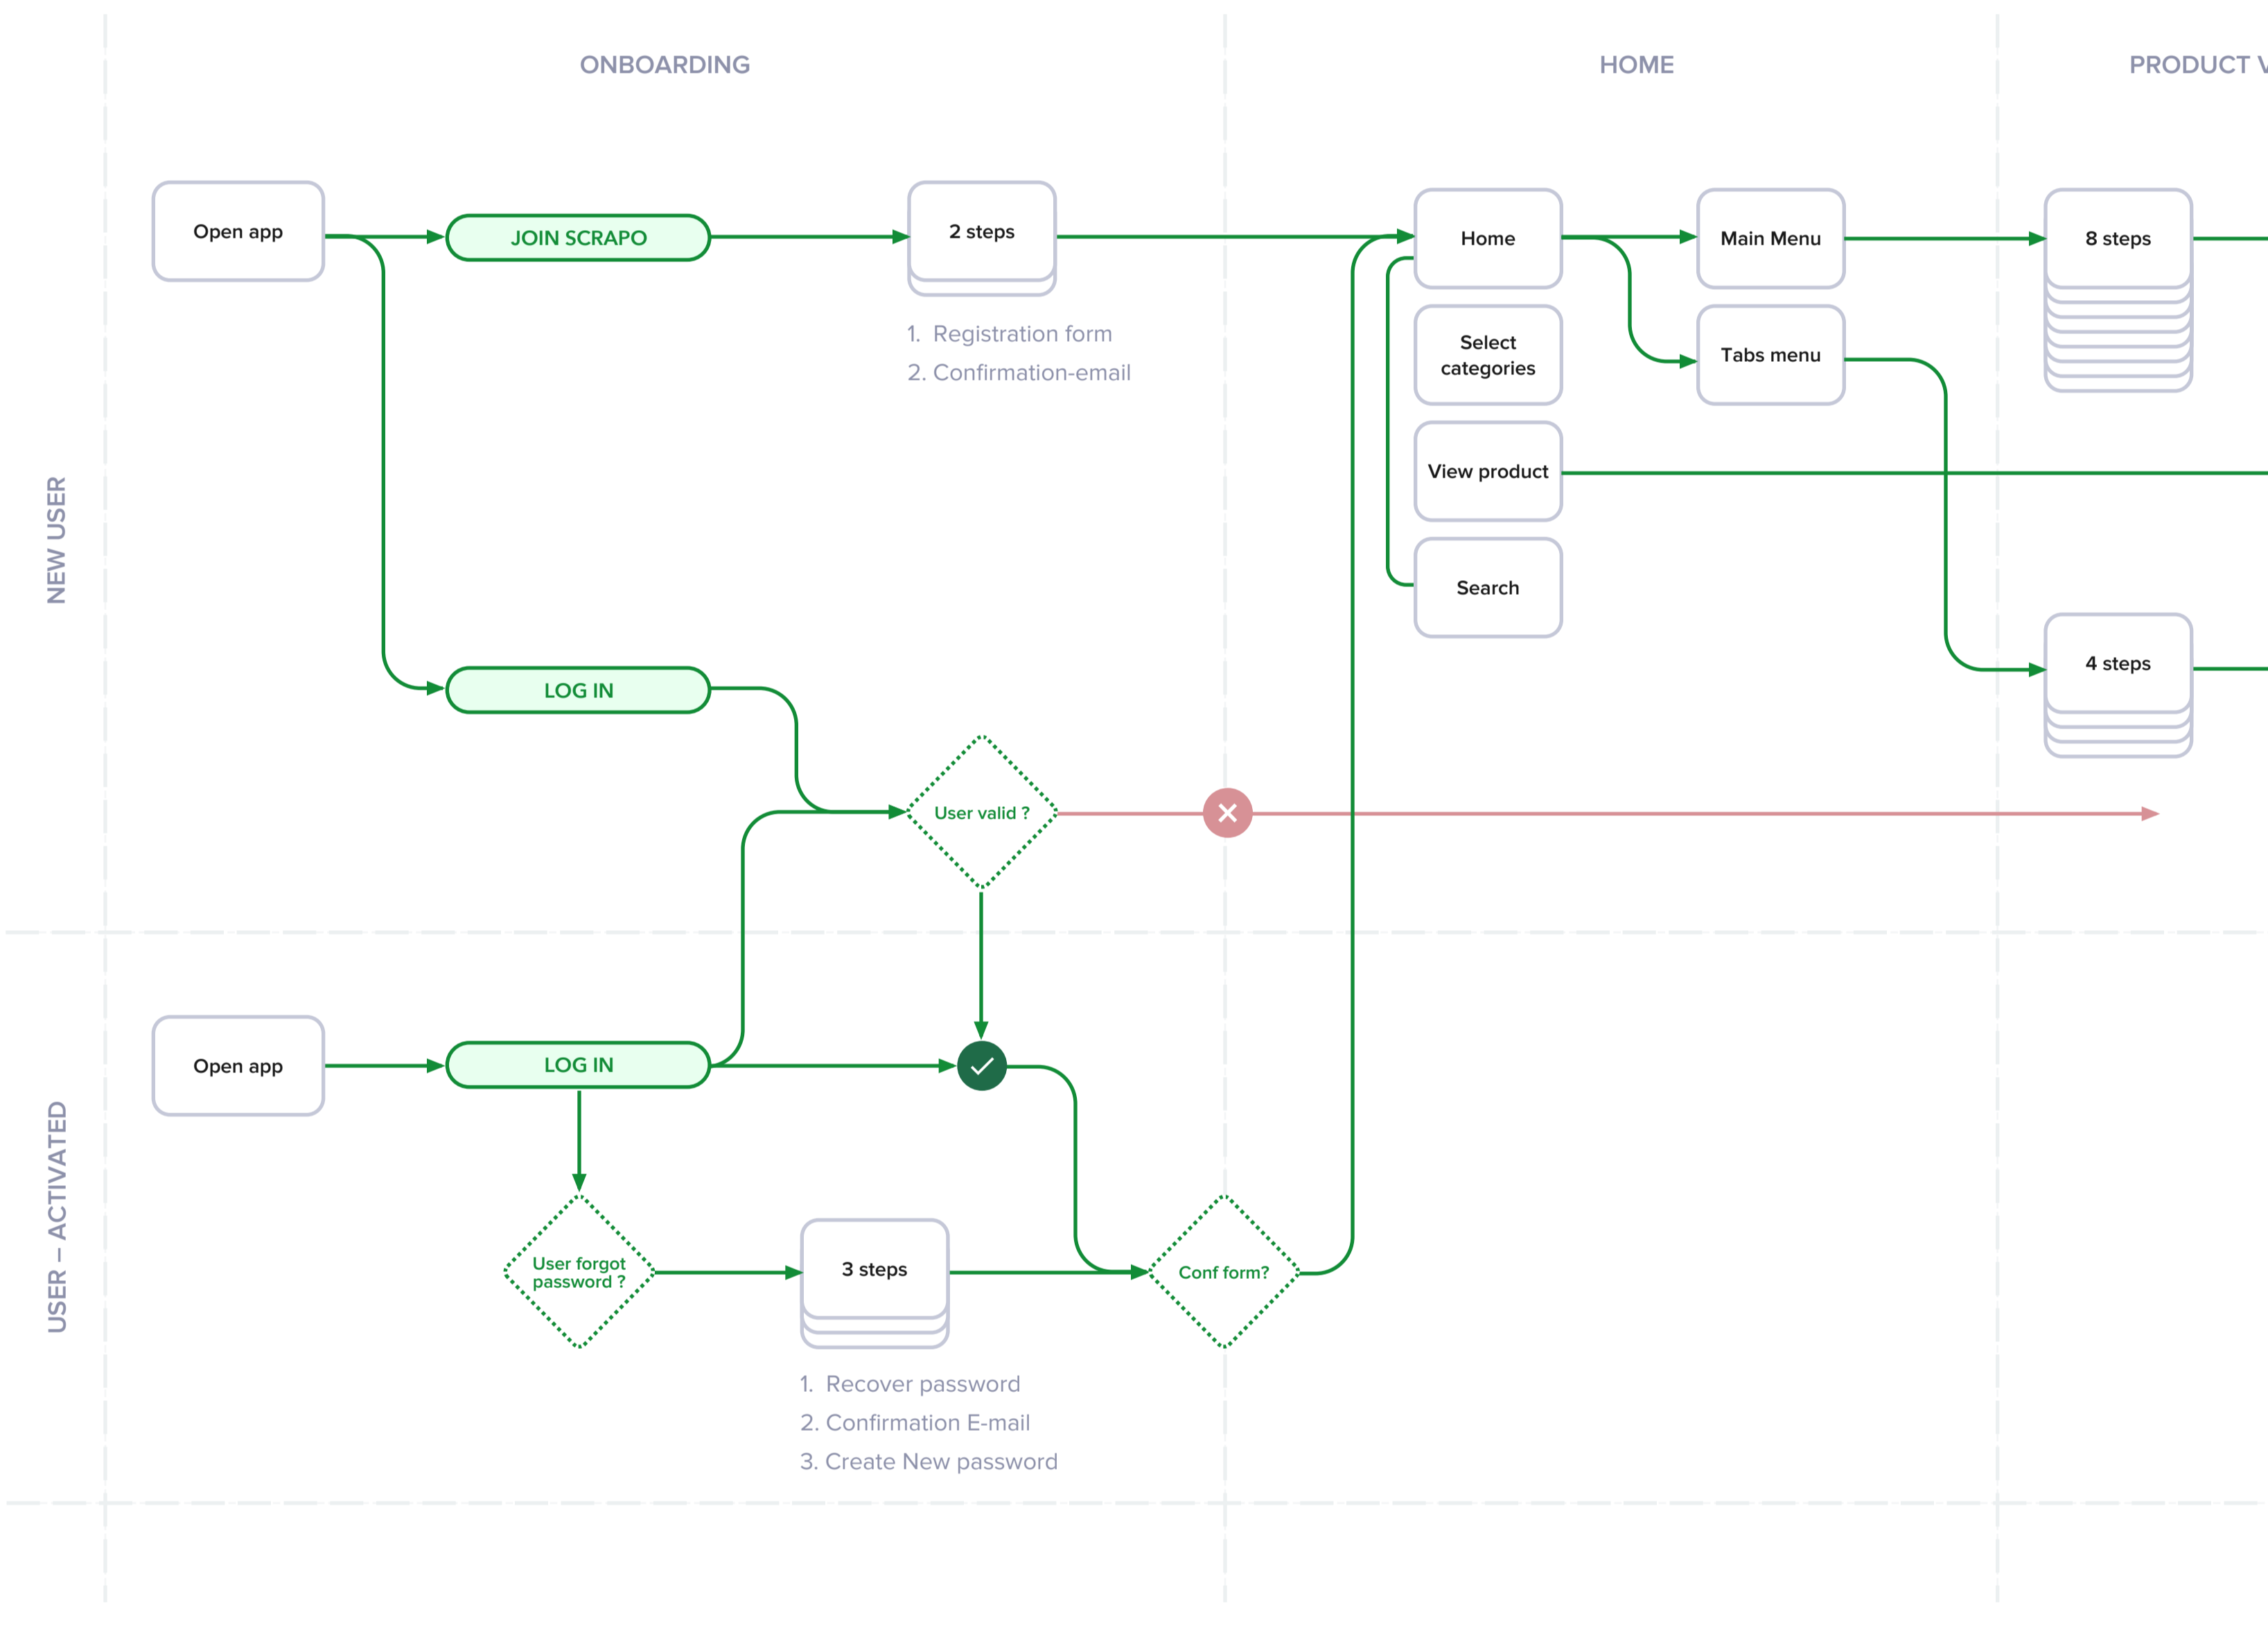 ONBOARDING
HOME
PRODUCT V
NEW USER
Open app
JOIN SCRAPO
2 steps
1. Registration form
2. Confirmation-email
Home
Main Menu
8 steps
Select
categories
Tabs menu
View product
Search
4 steps
LOG IN
User valid ?
USER – ACTIVATED
Open app
LOG IN
User forgot
password ?
3 steps
Conf form?
1. Recover password
2. Confirmation E-mail
3. Create New password